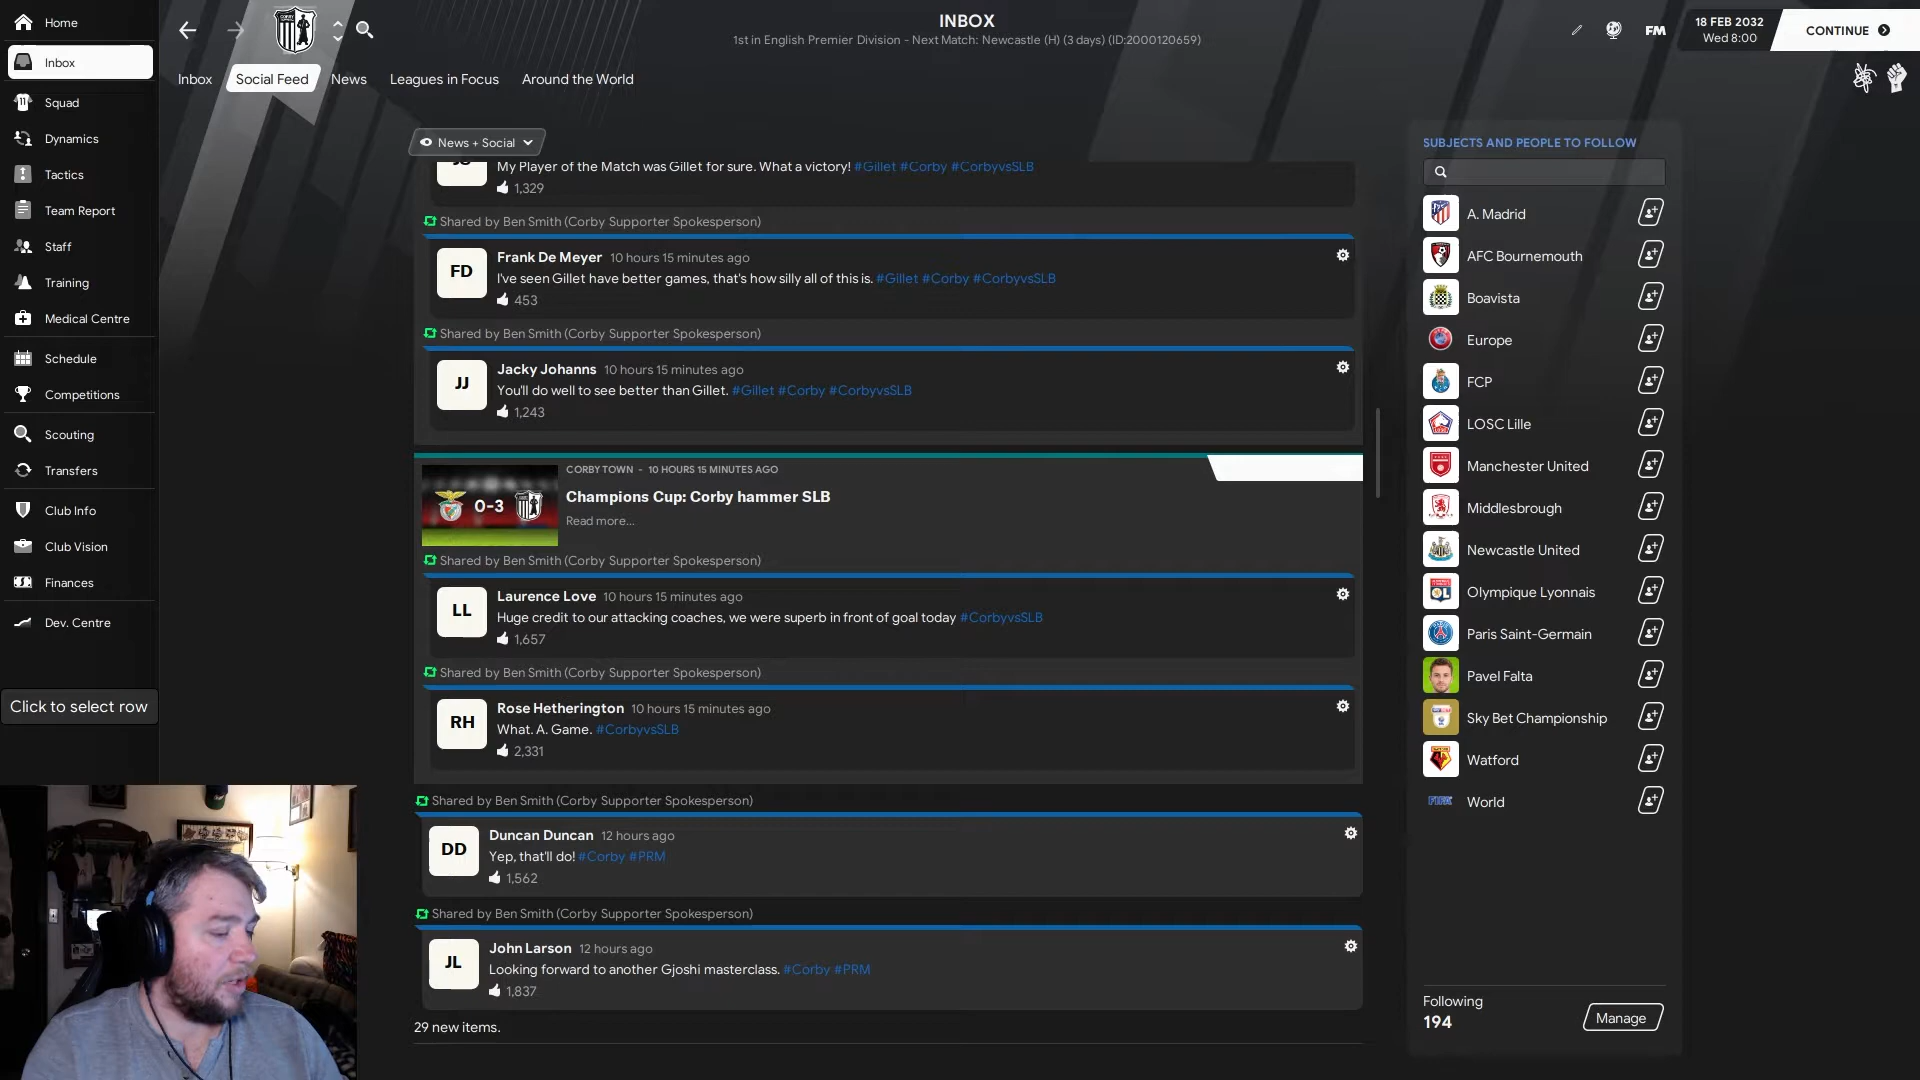 Home
Inbox
Squad
Dynamics
Tactics
Team Report
Staff
Training
Medical Centre
Schedule
Competitions
Scouting
Transfers
Club Info
Club Vision
Finances
Dev. Centre
Click to select row
INBOX
1st in English Premier Division - Next Match: Newcastle (H) (3 days) (ID:2000120659)
FM
18 FEB 2032
Wed 8:00
CONTINUE
Inbox
Social Feed
News
Leagues in Focus
Around the World
News + Social
My Player of the Match was Gillet for sure. What a victory! #Gillet #Corby #CorbyvsSLB
1,329
Shared by Ben Smith (Corby Supporter Spokesperson)
FD
Frank De Meyer 10 hours 15 minutes ago
I've seen Gillet have better games, that's how silly all of this is. #Gillet #Corby #CorbyvsSLB
453
Shared by Ben Smith (Corby Supporter Spokesperson)
JJ
Jacky Johanns 10 hours 15 minutes ago
You'll do well to see better than Gillet. #Gillet #Corby #CorbyvsSLB
1,243
CORBY TOWN - 10 HOURS 15 MINUTES AGO
0-3
Champions Cup: Corby hammer SLB
Read more...
Shared by Ben Smith (Corby Supporter Spokesperson)
LL
Laurence Love 10 hours 15 minutes ago
Huge credit to our attacking coaches, we were superb in front of goal today #CorbyvsSLB
1,657
Shared by Ben Smith (Corby Supporter Spokesperson)
RH
Rose Hetherington 10 hours 15 minutes ago
What. A. Game. #CorbyvsSLB
2,331
Shared by Ben Smith (Corby Supporter Spokesperson)
DD
Duncan Duncan 12 hours ago
Yep, that'll do! #Corby #PRM
1,562
Shared by Ben Smith (Corby Supporter Spokesperson)
JL
John Larson 12 hours ago
Looking forward to another Gjoshi masterclass. #Corby #PRM
1,837
29 new items.
SUBJECTS AND PEOPLE TO FOLLOW
A. Madrid
AFC Bournemouth
Boavista
Europe
FCP
LOSC Lille
Manchester United
Middlesbrough
Newcastle United
Olympique Lyonnais
Paris Saint-Germain
Pavel Falta
Sky Bet Championship
Watford
FIFA
World
Following
194
Manage